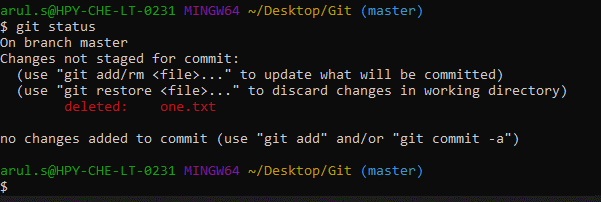 arul.s@HPY-CHE-LT-0231 MINGW64 ~/Desktop/Git (master)
$ git status
On branch master
Changes not staged for commit:
  (use "git add/rm <file>..." to update what will be committed)
  (use "git restore <file>..." to discard changes in working directory)
        deleted:    one.txt

no changes added to commit (use "git add" and/or "git commit -a")

arul.s@HPY-CHE-LT-0231 MINGW64 ~/Desktop/Git (master)
$